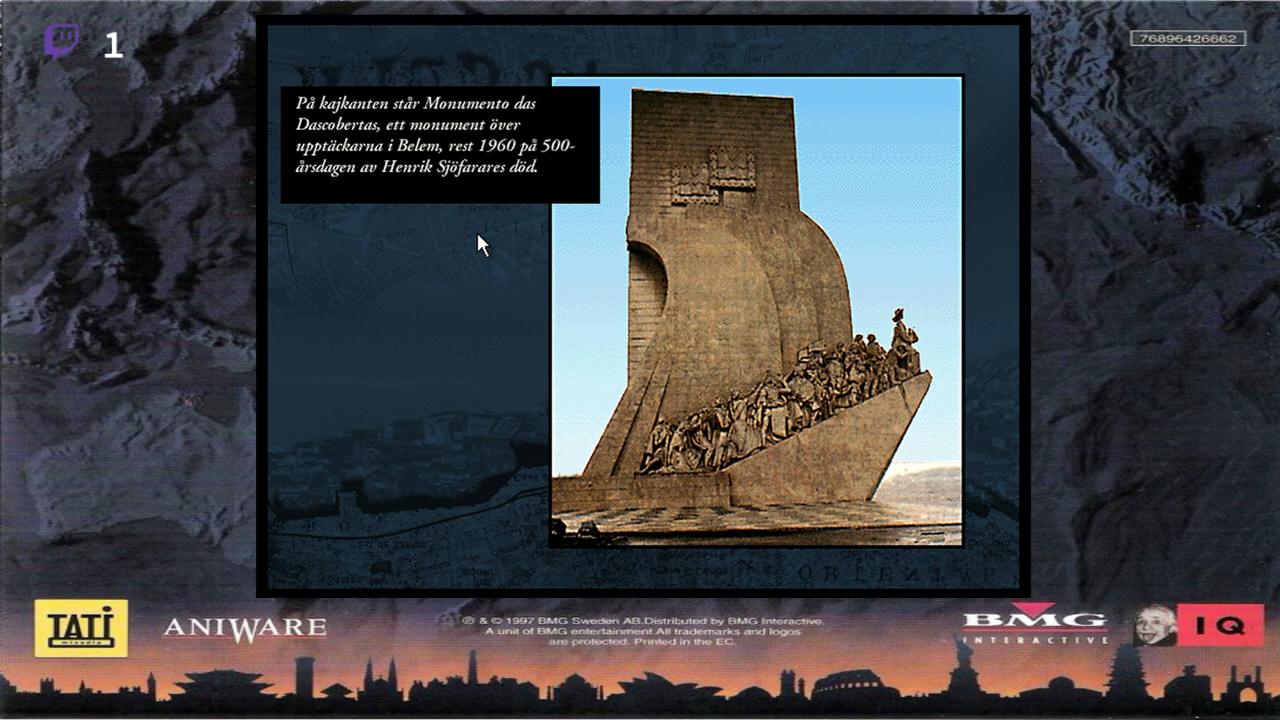 1
76896426662
På kajkanten står Monumento das
Dascobertas, ett monument över
upptäckarna i Belem, rest 1960 på 500-
årsdagen av Henrik Sjöfarares död.
TATi
ANIWARE
℗ & © 1997 BMG Sweden AB.Distributed by BMG Interactive.
A unit of BMG entertainment.All trademarks and logos
are protected. Printed in the EC.
BMG
INTERACTIVE
IQ